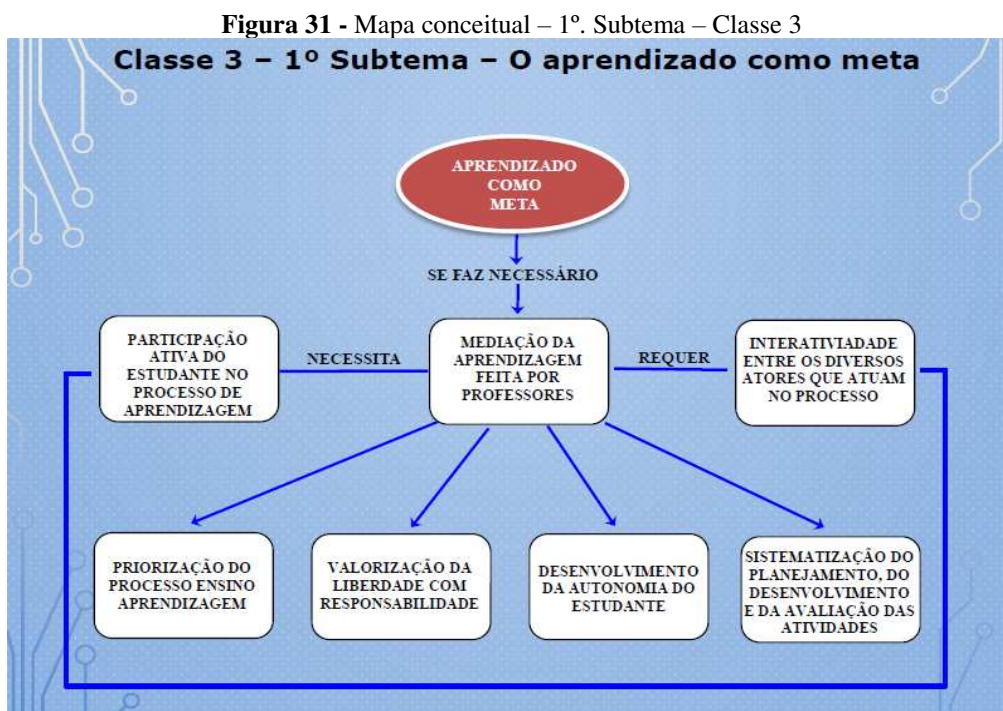 Figura 31 - Mapa conceitual – 1º. Subtema – Classe 3
Classe 3 – 1º Subtema – O aprendizado como meta
APRENDIZADO
COMO
META
SE FAZ NECESSÁRIO
PARTICIPAÇÃO
ATIVA DO
ESTUDANTE NO
PROCESSO DE
APRENDIZAGEM
NECESSITA
MEDIAÇÃO DA
APRENDIZAGEM
FEITA POR
PROFESSORES
REQUER
INTERATIVIADADE
ENTRE OS DIVERSOS
ATORES QUE ATUAM
NO PROCESSO
PRIORIZAÇÃO DO
PROCESSO ENSINO
APRENDIZAGEM
VALORIZAÇÃO DA
LIBERDADE COM
RESPONSABILIDADE
DESENVOLVIMENTO
DA AUTONOMIA DO
ESTUDANTE
SISTEMATIZAÇÃO DO
PLANEJAMENTO, DO
DESENVOLVIMENTO
E DA AVALIAÇÃO DAS
ATIVIDADES